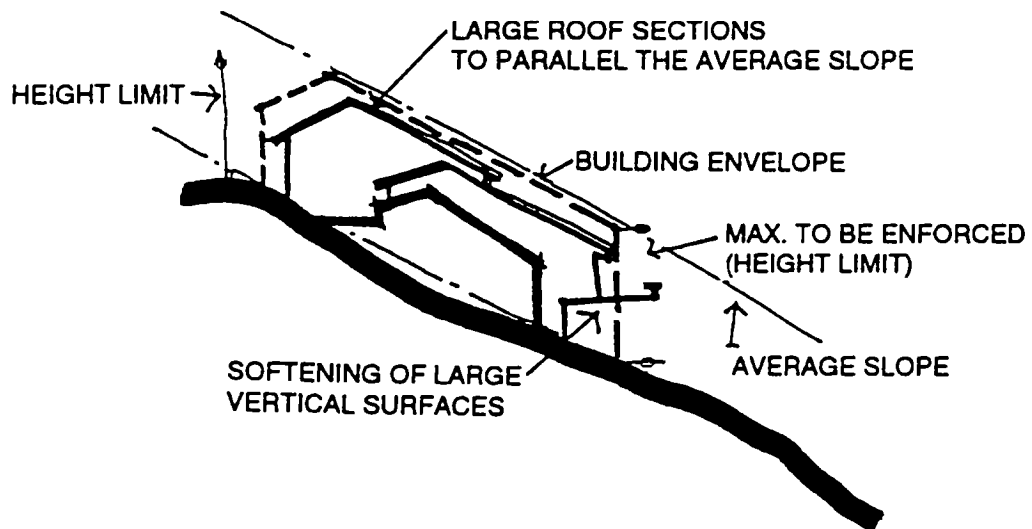 LARGE ROOF SECTIONS
TO PARALLEL THE AVERAGE SLOPE
HEIGHT LIMIT
BUILDING ENVELOPE
MAX. TO BE ENFORCED
(HEIGHT LIMIT)
AVERAGE SLOPE
SOFTENING OF LARGE
VERTICAL SURFACES